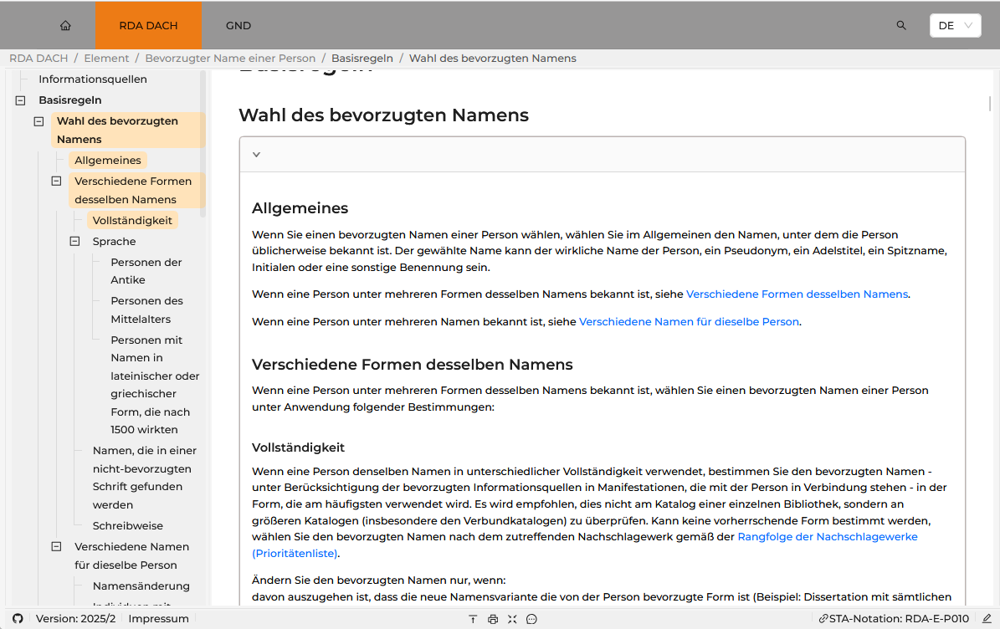 RDA DACH
GND
DE
RDA DACH / Element / Bevorzugter Name einer Person / Basisregeln / Wahl des bevorzugten Namens
Informationsquellen
Basisregeln
Wahl des bevorzugten
Namens
Allgemeines
Verschiedene Formen
desselben Namens
Vollständigkeit
Sprache
Personen der
Antike
Personen des
Mittelalters
Personen mit
Namen in
lateinischer oder
griechischer
Form, die nach
1500 wirkten
Namen, die in einer
nicht-bevorzugten
Schrift gefunden
werden
Schreibweise
Verschiedene Namen
für dieselbe Person
Namensänderung
Individuen mit
Basisregeln
Wahl des bevorzugten Namens
Allgemeines
Wenn Sie einen bevorzugten Namen einer Person wählen, wählen Sie im Allgemeinen den Namen, unter dem die Person
üblicherweise bekannt ist. Der gewählte Name kann der wirkliche Name der Person, ein Pseudonym, ein Adelstitel, ein Spitzname,
Initialen oder eine sonstige Benennung sein.
Wenn eine Person unter mehreren Formen desselben Namens bekannt ist, siehe Verschiedene Formen desselben Namens.
Wenn eine Person unter mehreren Namen bekannt ist, siehe Verschiedene Namen für dieselbe Person.
Verschiedene Formen desselben Namens
Wenn eine Person unter mehreren Formen desselben Namens bekannt ist, wählen Sie einen bevorzugten Namen einer Person
unter Anwendung folgender Bestimmungen:
Vollständigkeit
Wenn eine Person denselben Namen in unterschiedlicher Vollständigkeit verwendet, bestimmen Sie den bevorzugten Namen -
unter Berücksichtigung der bevorzugten Informationsquellen in Manifestationen, die mit der Person in Verbindung stehen - in der
Form, die am häufigsten verwendet wird. Es wird empfohlen, dies nicht am Katalog einer einzelnen Bibliothek, sondern an
größeren Katalogen (insbesondere den Verbundkatalogen) zu überprüfen. Kann keine vorherrschende Form bestimmt werden,
wählen Sie den bevorzugten Namen nach dem zutreffenden Nachschlagewerk gemäß der Rangfolge der Nachschlagewerke
(Prioritätenliste).
Ändern Sie den bevorzugten Namen nur, wenn:
davon auszugehen ist, dass die neue Namensvariante die von der Person bevorzugte Form ist (Beispiel: Dissertation mit sämtlichen
Version: 2025/2 Impressum
STA-Notation: RDA-E-P010